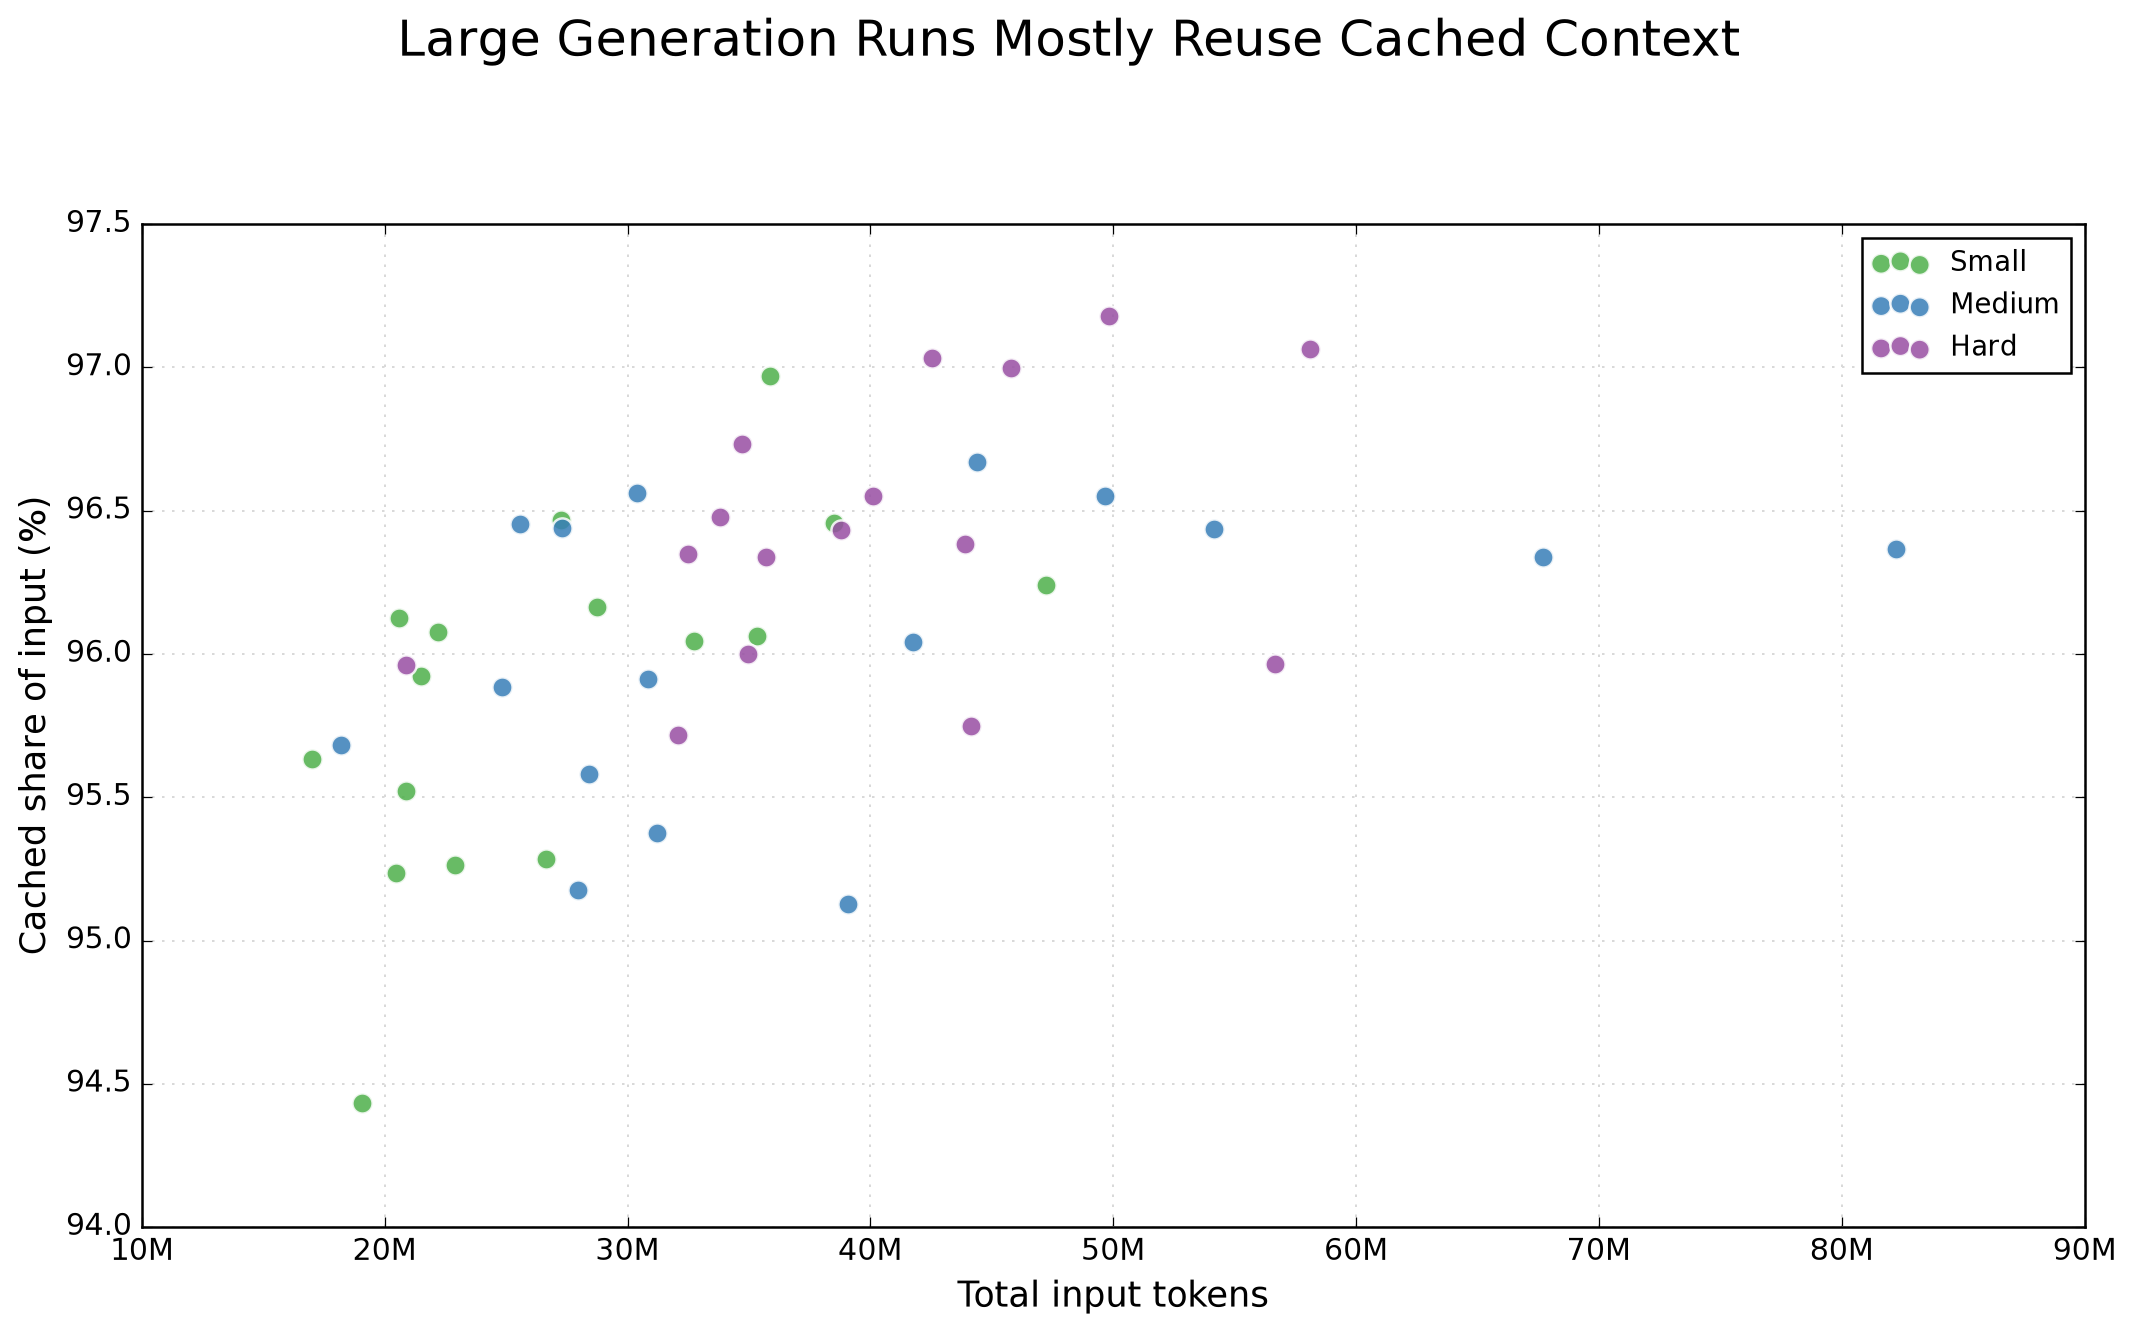 Large Generation Runs Mostly Reuse Cached Context
97.5
97.0
96.5
96.0
95.5
95.0
94.5
94.0
Cached share of input (%)
Small
Medium
Hard
10M 20M 30M 40M 50M 60M 70M 80M 90M
Total input tokens